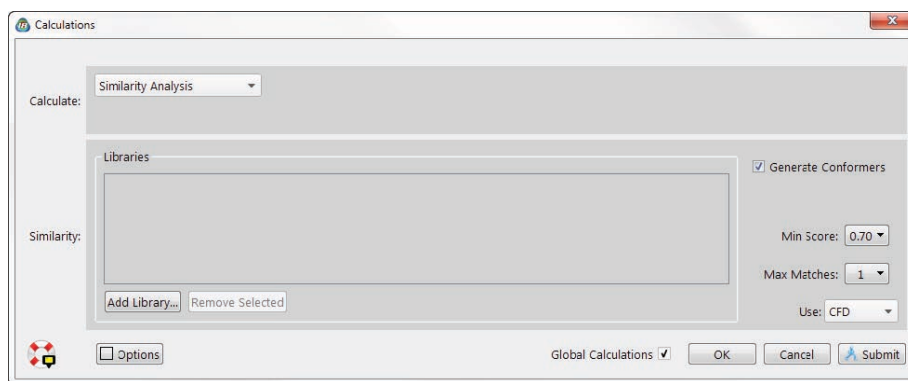 Calculations
Calculate:
Similarity Analysis
Similarity:
Libraries
Add Library...
Remove Selected
Generate Conformers
Min Score: 0.70
Max Matches: 1
Use: CFD
Options
Global Calculations
OK
Cancel
Submit